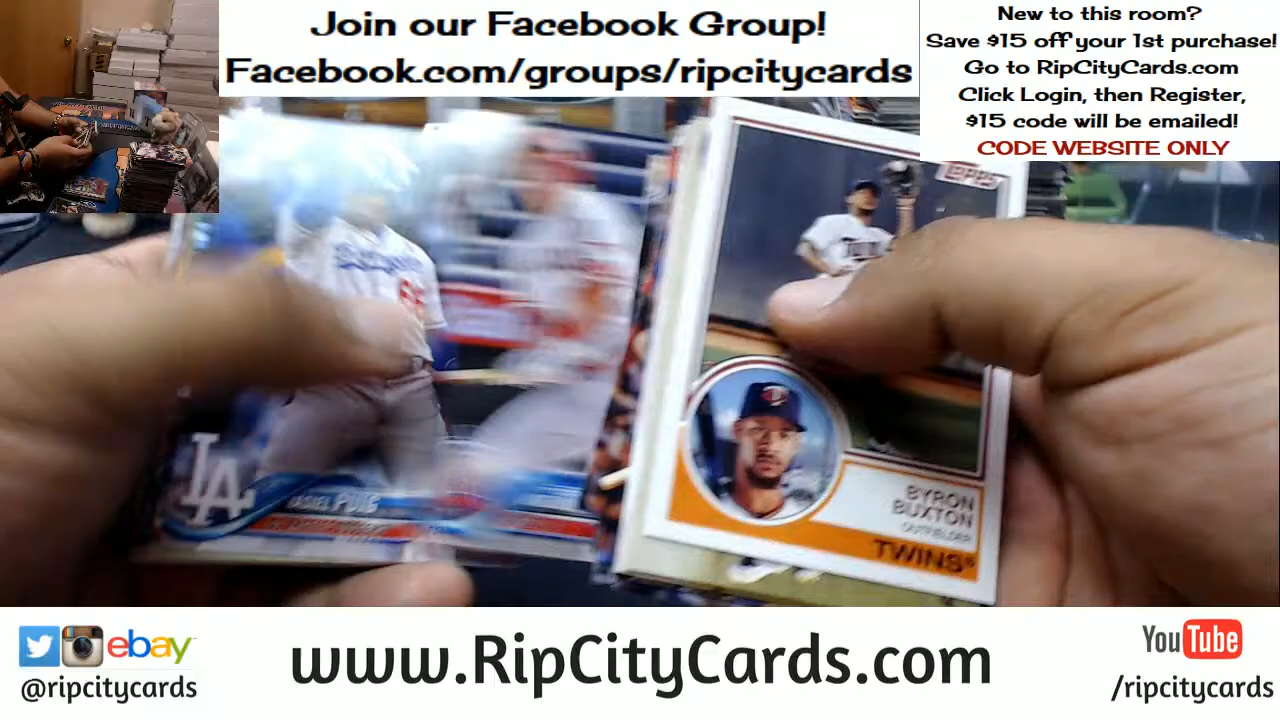 Join our Facebook Group!
Facebook.com/groups/ripcitycards
New to this room?
Save $15 off your 1st purchase!
Go to RipCityCards.com
Click Login, then Register,
$15 code will be emailed!
CODE WEBSITE ONLY
TOPPS
BYRON
BUXTON
OUTFIELDER
TWINS
LA
PUIG
ebay
@ripcitycards
www.RipCityCards.com
YouTube
/ripcitycards